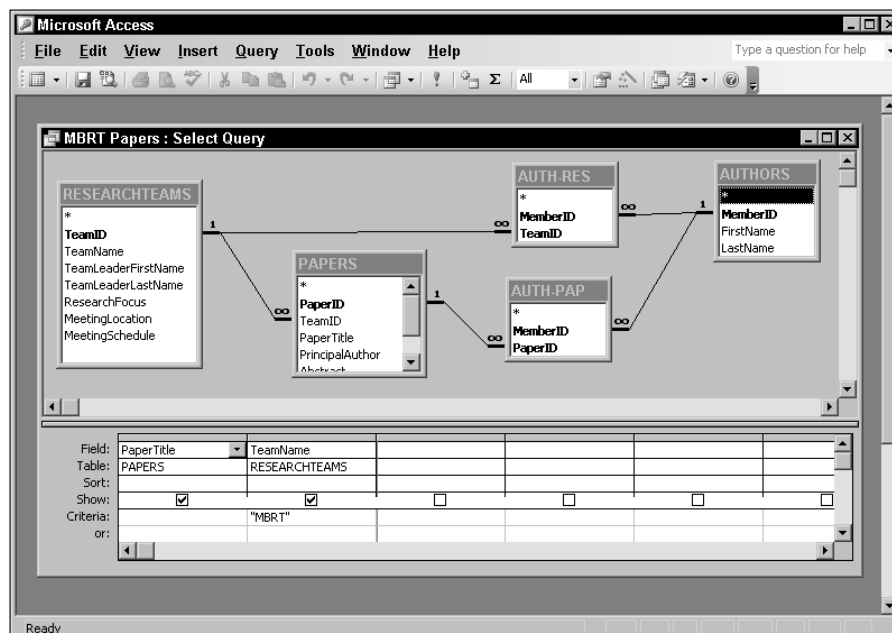 Microsoft Access
File Edit View Insert Query Tools Window Help
Type a question for help
ABC Σ All
MBRT Papers : Select Query
RESEARCHTEAMS
*
TeamID
TeamName
TeamLeaderFirstName
TeamLeaderLastName
ResearchFocus
MeetingLocation
MeetingSchedule
1
∞
∞
PAPERS
*
PaperID
TeamID
PaperTitle
PrincipalAuthor
Abstract
1
∞
AUTH-RES
*
MemberID
TeamID
∞
AUTH-PAP
*
MemberID
PaperID
∞
1
AUTHORS
*
MemberID
FirstName
LastName
Field: PaperTitle TeamName
Table: PAPERS RESEARCHTEAMS
Sort:
Show:
Criteria: "MBRT"
or:
Ready